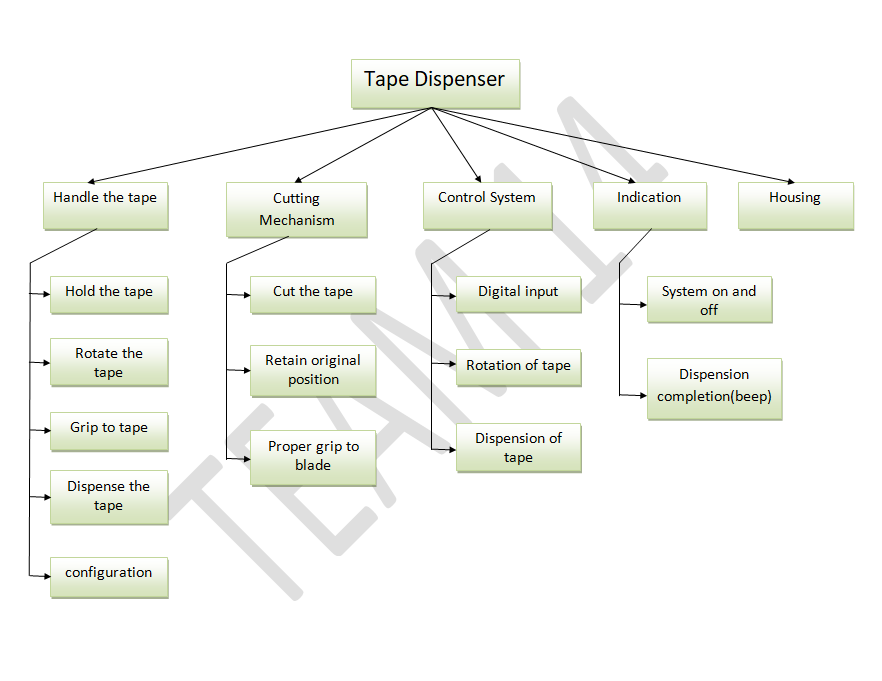 Tape Dispenser
Handle the tape
Cutting
Mechanism
Control System
Indication
Housing
Hold the tape
Rotate the
tape
Grip to tape
Dispense the
tape
configuration
Cut the tape
Retain original
position
Proper grip to
blade
Digital input
Rotation of tape
Dispension of
tape
System on and
off
Dispension
completion(beep)
TEAM 14